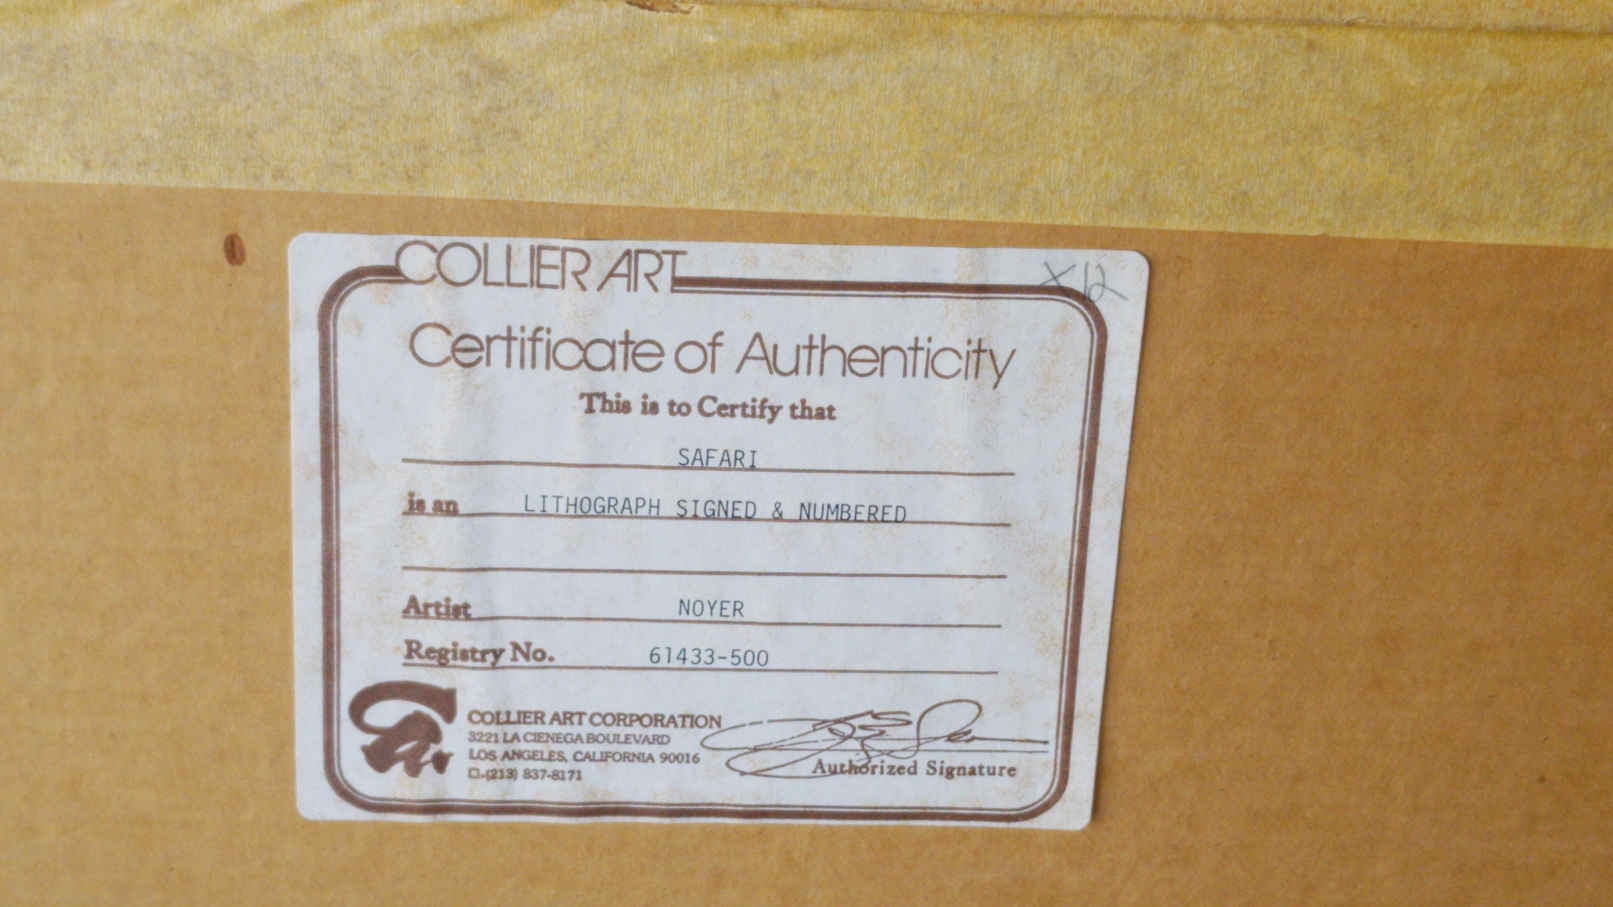 COLLIER ART
Certificate of Authenticity
This is to Certify that
SAFARI
is an LITHOGRAPH SIGNED & NUMBERED
Artist NOYER
Registry No. 61433-500
COLLIER ART CORPORATION
3221 LA CIENEGA BOULEVARD
LOS ANGELES, CALIFORNIA 90016
(213) 837-8171
Authorized Signature